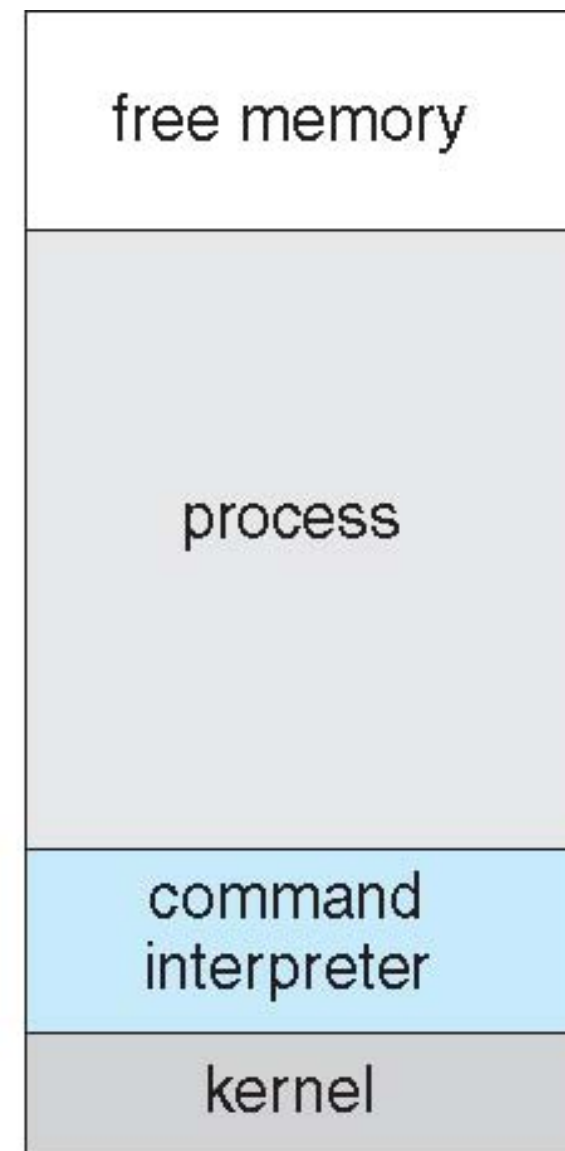 free memory
process
command
interpreter
kernel